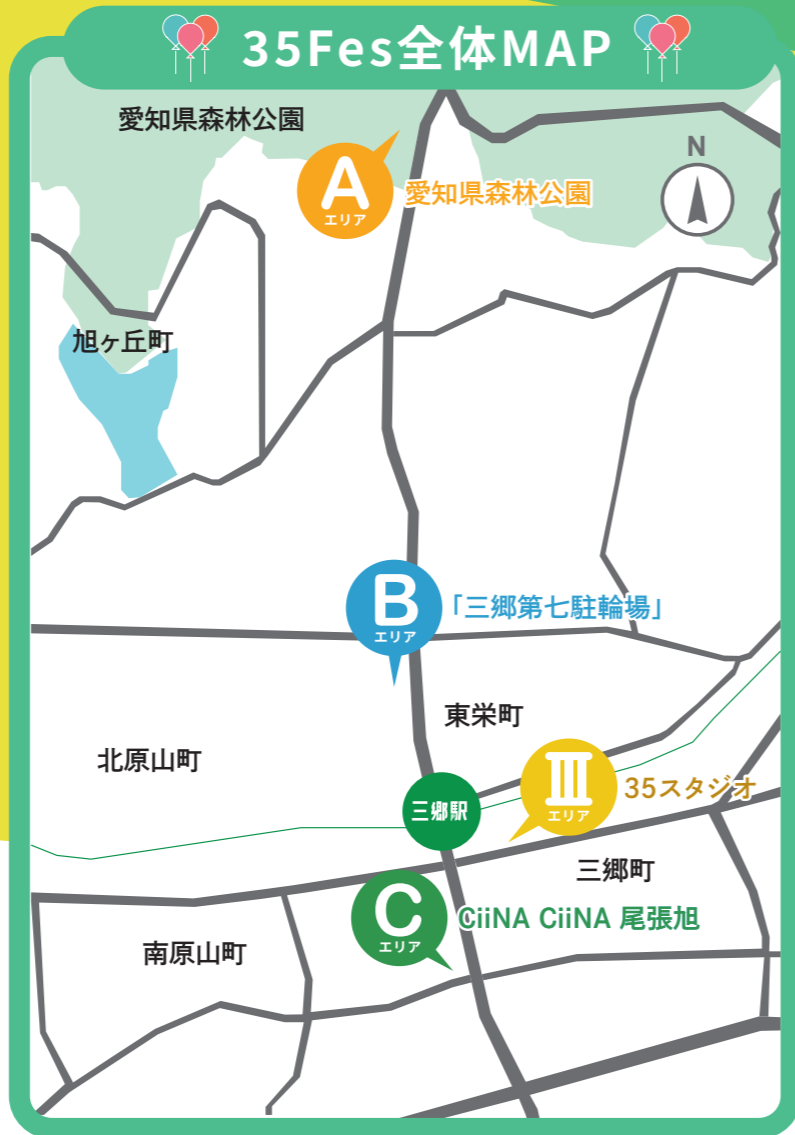 35Fes全体MAP
愛知県森林公園
N
A
エリア
愛知県森林公園
旭ヶ丘町
B
エリア
「三郷第七駐輪場」
東栄町
北原山町
三郷駅
Ⅲ
エリア
35スタジオ
三郷町
C
エリア
CiiNA CiiNA 尾張旭
南原山町